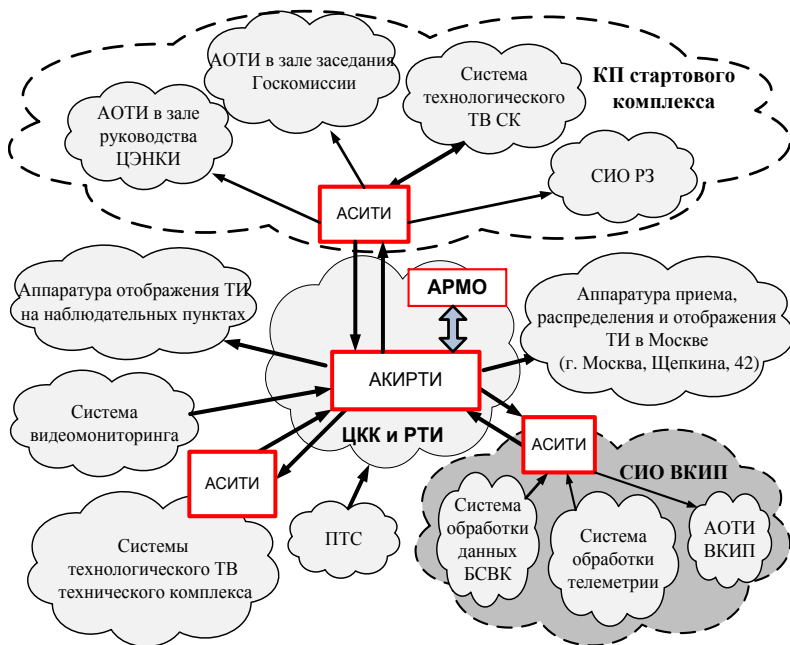 АОТИ в зале заседания
Госкомиссии
Система
технологического
ТВ СК
КП стартового
комплекса
АОТИ в зале
руководства
ЦЭНКИ
СИО РЗ
АСИТИ
Аппаратура отображения ТИ
на наблюдательных пунктах
АРМО
Аппаратура приема,
распределения и отображения
ТИ в Москве
(г. Москва, Щепкина, 42)
АКИРТИ
Система
видеомониторинга
ЦКК и РТИ
АСИТИ
АСИТИ
СИО ВКИП
Системы
технологического ТВ
технического комплекса
ПТС
Система
обработки
данных
БСВК
Система
обработки
телеметрии
АОТИ
ВКИП